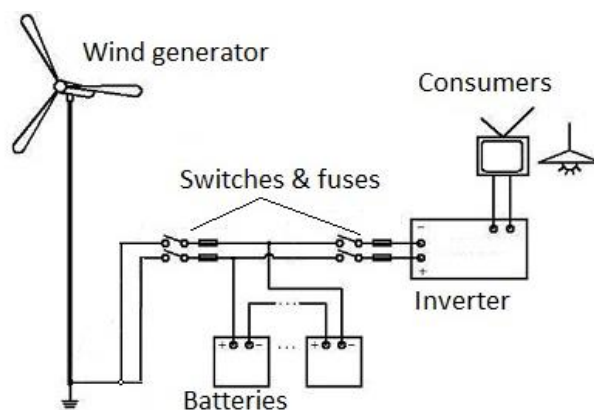 Wind generator
Consumers
Switches & fuses
-
+
Inverter
+ - ... + -
...
Batteries